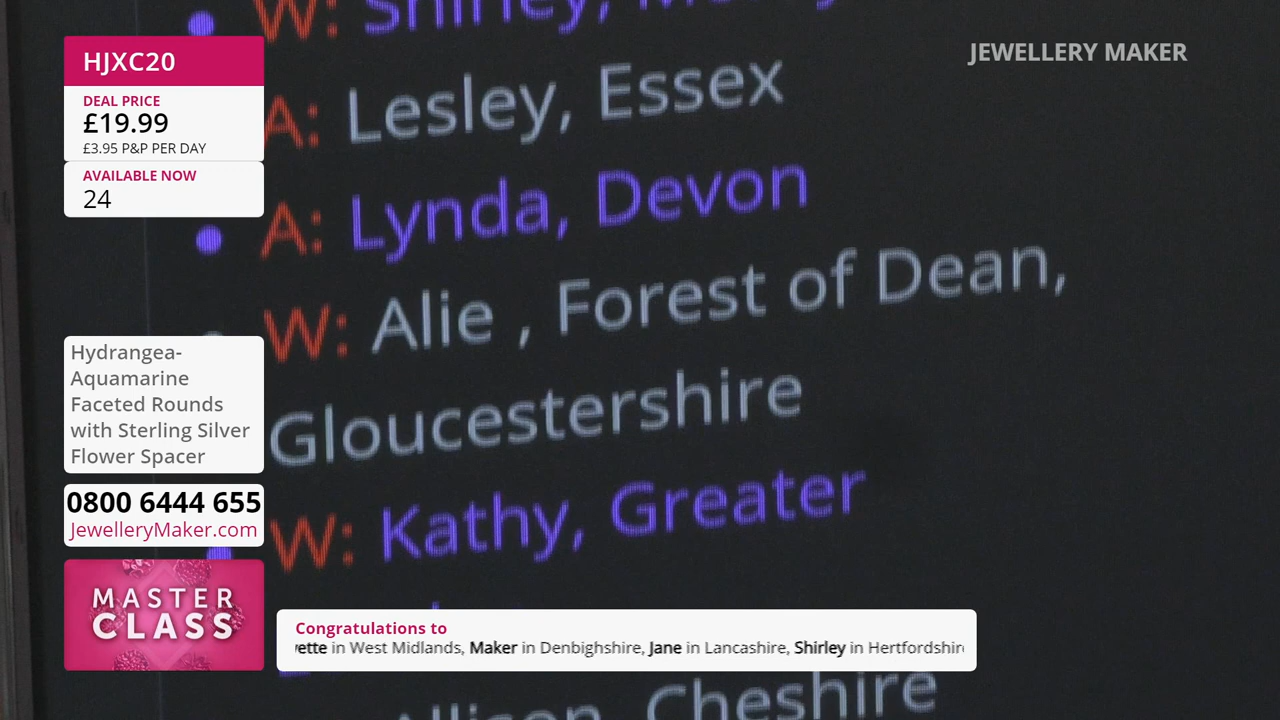 W: Shirley,
HJXC20
JEWELLERY MAKER
DEAL PRICE
£19.99
£3.95 P&P PER DAY
AVAILABLE NOW
24
A: Lesley, Essex
A: Lynda, Devon
W: Alie , Forest of Dean,
Gloucestershire
W: Kathy, Greater
Hydrangea-
Aquamarine
Faceted Rounds
with Sterling Silver
Flower Spacer
0800 6444 655
JewelleryMaker.com
MASTER
CLASS
Congratulations to
in West Midlands, Maker in Denbighshire, Jane in Lancashire, Shirley in Hertfordshire
Allison, Cheshire